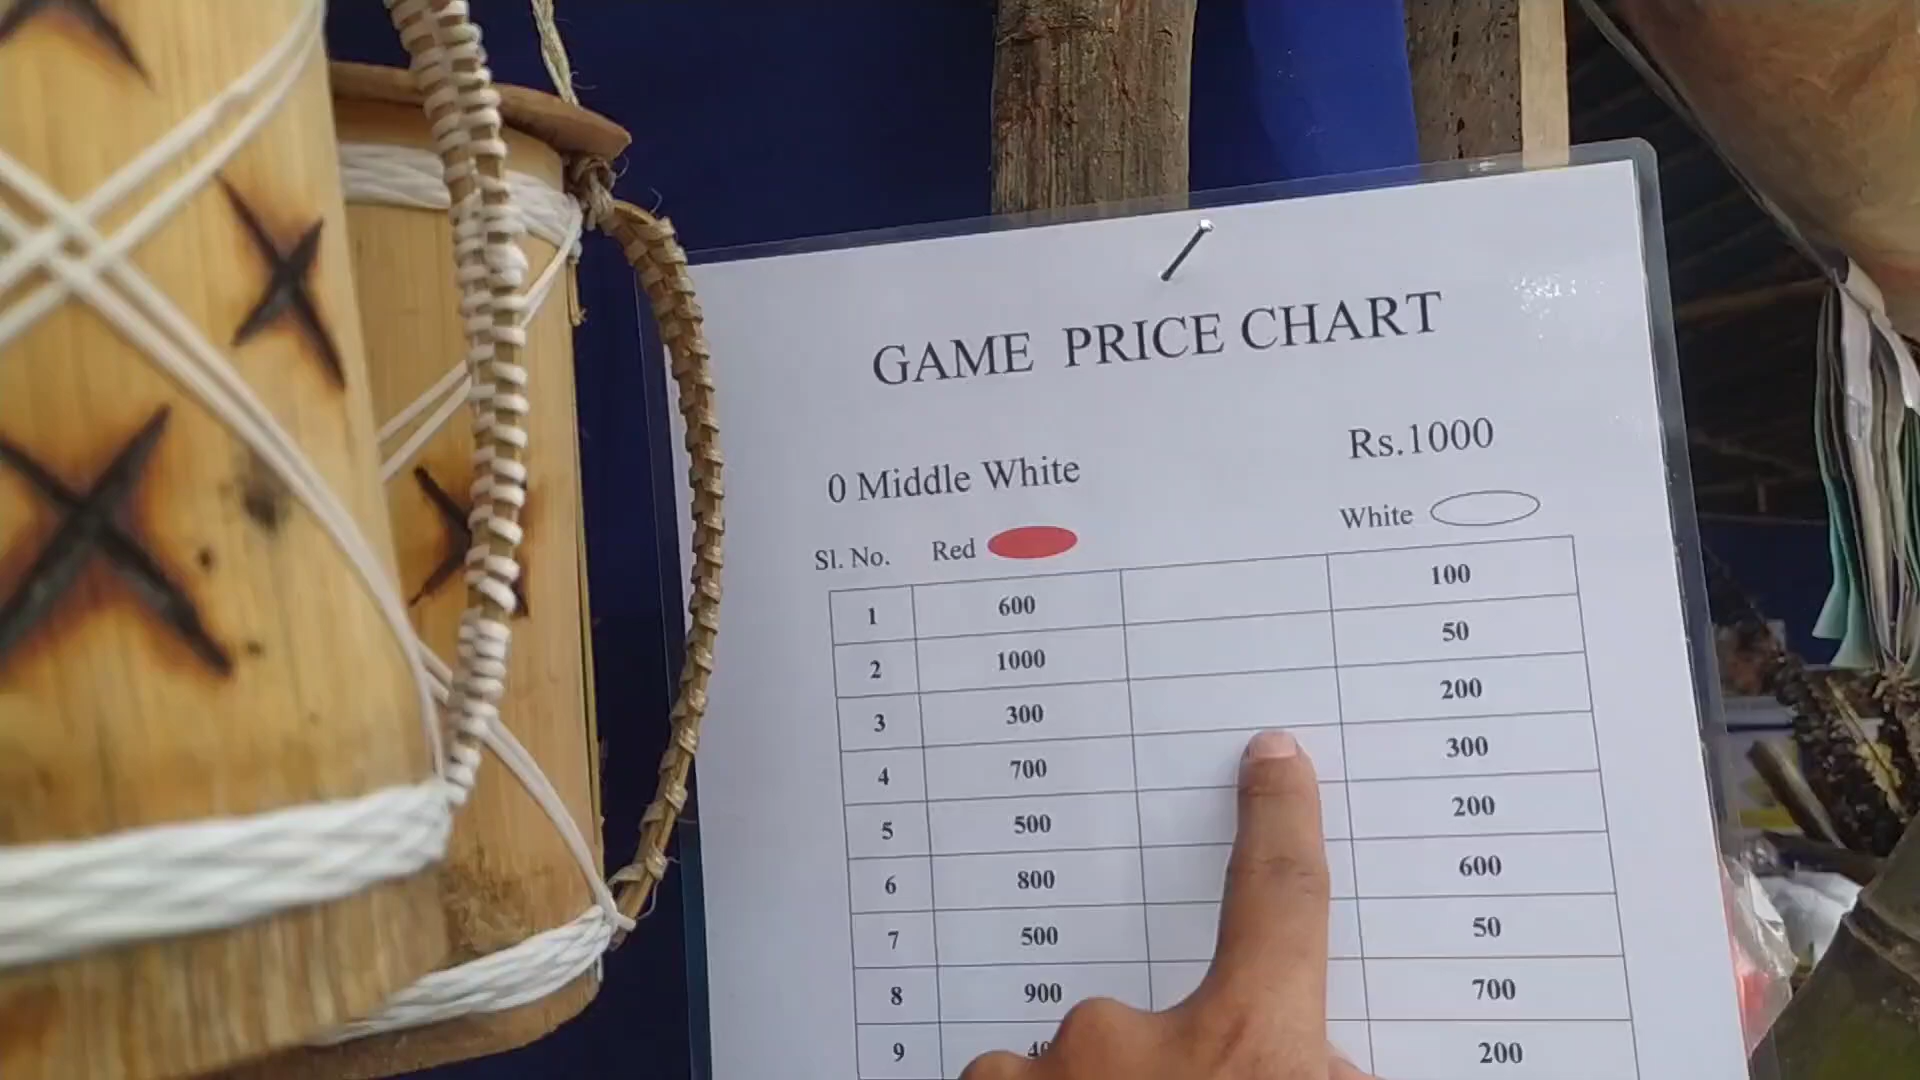 GAME PRICE CHART
0 Middle White Rs.1000
Sl. No. Red White
1 600 100
2 1000 50
3 300 200
4 700 300
5 500 200
6 800 600
7 500 50
8 900 700
9 200